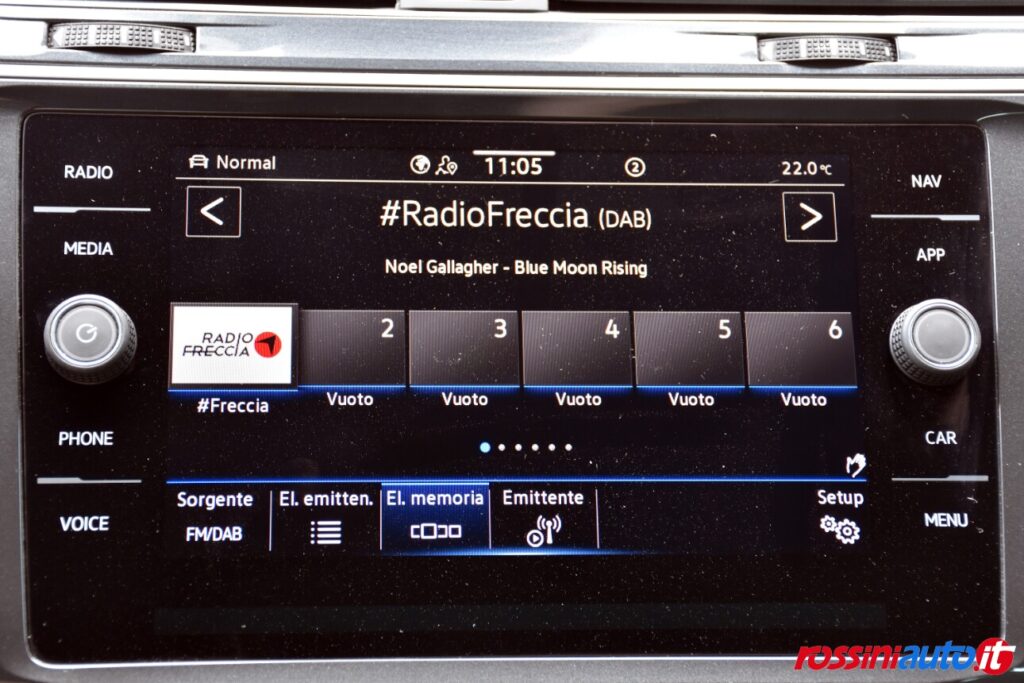 RADIO
MEDIA
PHONE
VOICE
Normal 11:05 2 22.0°C
< #RadioFreccia (DAB) >
Noel Gallagher - Blue Moon Rising
RADIO
FRECCIA
2 3 4 5 6
#Freccia Vuoto Vuoto Vuoto Vuoto Vuoto
Sorgente El. emitten. El. memoria Emittente Setup
FM/DAB
NAV
APP
CAR
MENU
rossiniauto.it